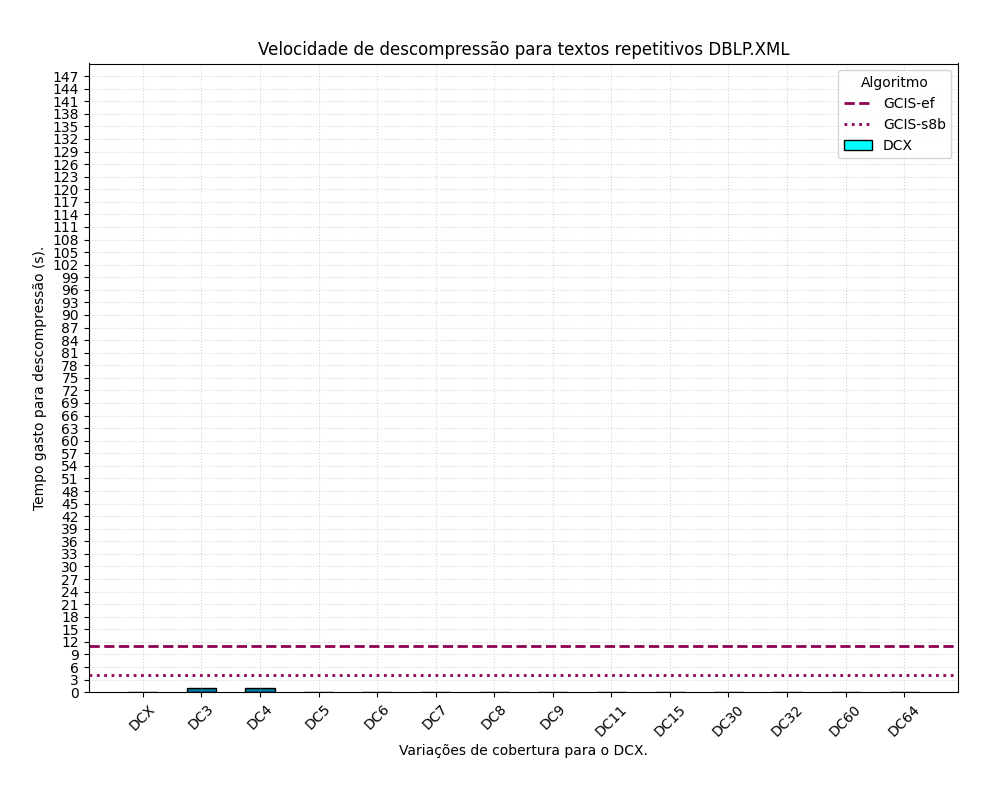 Velocidade de descompressão para textos repetitivos DBLP.XML
Algoritmo
GCIS-ef
GCIS-s8b
DCX
Tempo gasto para descompressão (s).
147
144
141
138
135
132
129
126
123
120
117
114
111
108
105
102
99
96
93
90
87
84
81
78
75
72
69
66
63
60
57
54
51
48
45
42
39
36
33
30
27
24
21
18
15
12
9
6
3
0
DCX
DC3
DC4
DC5
DC6
DC7
DC8
DC9
DC11
DC15
DC30
DC32
DC60
DC64
Variações de cobertura para o DCX.